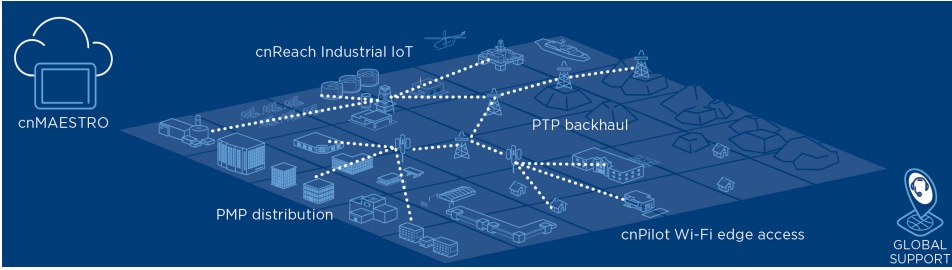 cnReach Industrial IoT
cnMAESTRO
PTP backhaul
PMP distribution
cnPilot Wi-Fi edge access
GLOBAL
SUPPORT